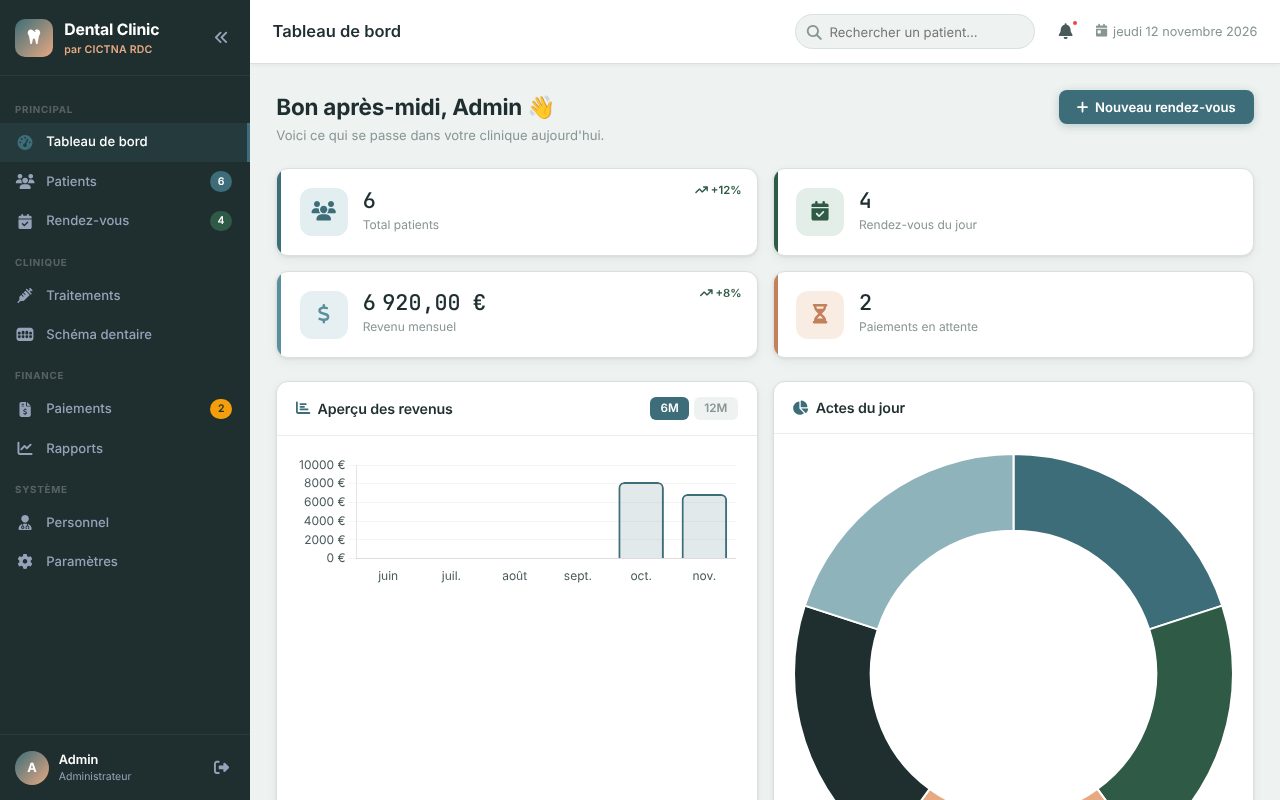 Dental Clinic
par CICTNA RDC
PRINCIPAL
Tableau de bord
Patients 6
Rendez-vous 4
CLINIQUE
Traitements
Schéma dentaire
FINANCE
Paiements 2
Rapports
SYSTÈME
Personnel
Paramètres
A
Admin
Administrateur
Tableau de bord
Rechercher un patient...
jeudi 12 novembre 2026
Bon après-midi, Admin 👋
Voici ce qui se passe dans votre clinique aujourd'hui.
+ Nouveau rendez-vous
6
Total patients
+12%
4
Rendez-vous du jour
6 920,00 €
Revenu mensuel
+8%
2
Paiements en attente
Aperçu des revenus
6M 12M
10000 €
8000 €
6000 €
4000 €
2000 €
0 €
juin juil. août sept. oct. nov.
Actes du jour